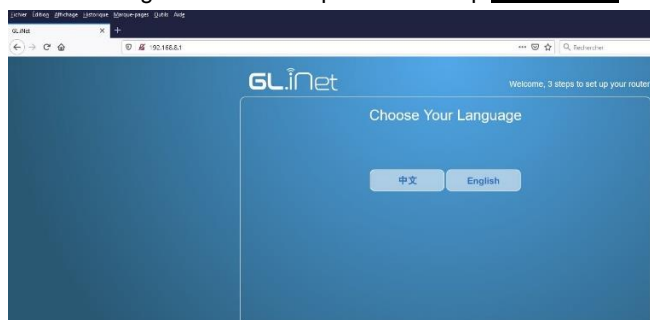 Fichier Édition Affichage Historique Marque-pages Outils Aide
GL.iNet × +
192.168.8.1 Rechercher
GL.iNet
Welcome, 3 steps to set up your router
Choose Your Language
中文 English